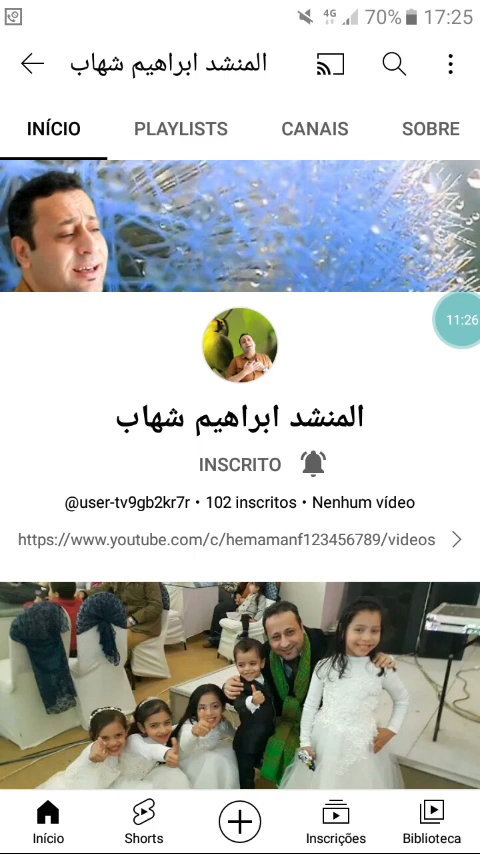 4G 70% 17:25
المنشد ابراهيم شهاب
INÍCIO PLAYLISTS CANAIS SOBRE
11:26
المنشد ابراهيم شهاب
INSCRITO
@user-tv9gb2kr7r • 102 inscritos • Nenhum vídeo
https://www.youtube.com/c/hemamanf123456789/videos
Início Shorts Inscrições Biblioteca